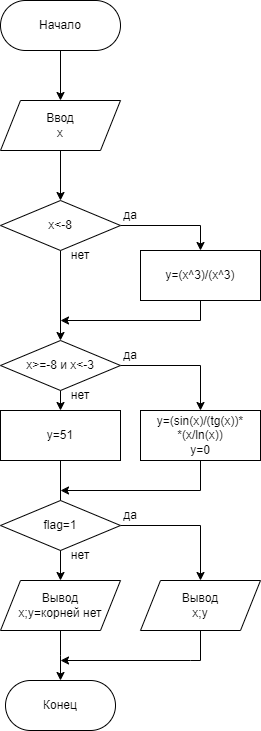 Начало
Ввод
x
x<-8
да
нет
y=(x^3)/(x^3)
x>=-8 и x<-3
да
нет
y=51
y=(sin(x)/(tg(x))*
*(x/ln(x))
y=0
flag=1
да
нет
Вывод
x;y=корней нет
Вывод
x;y
Конец